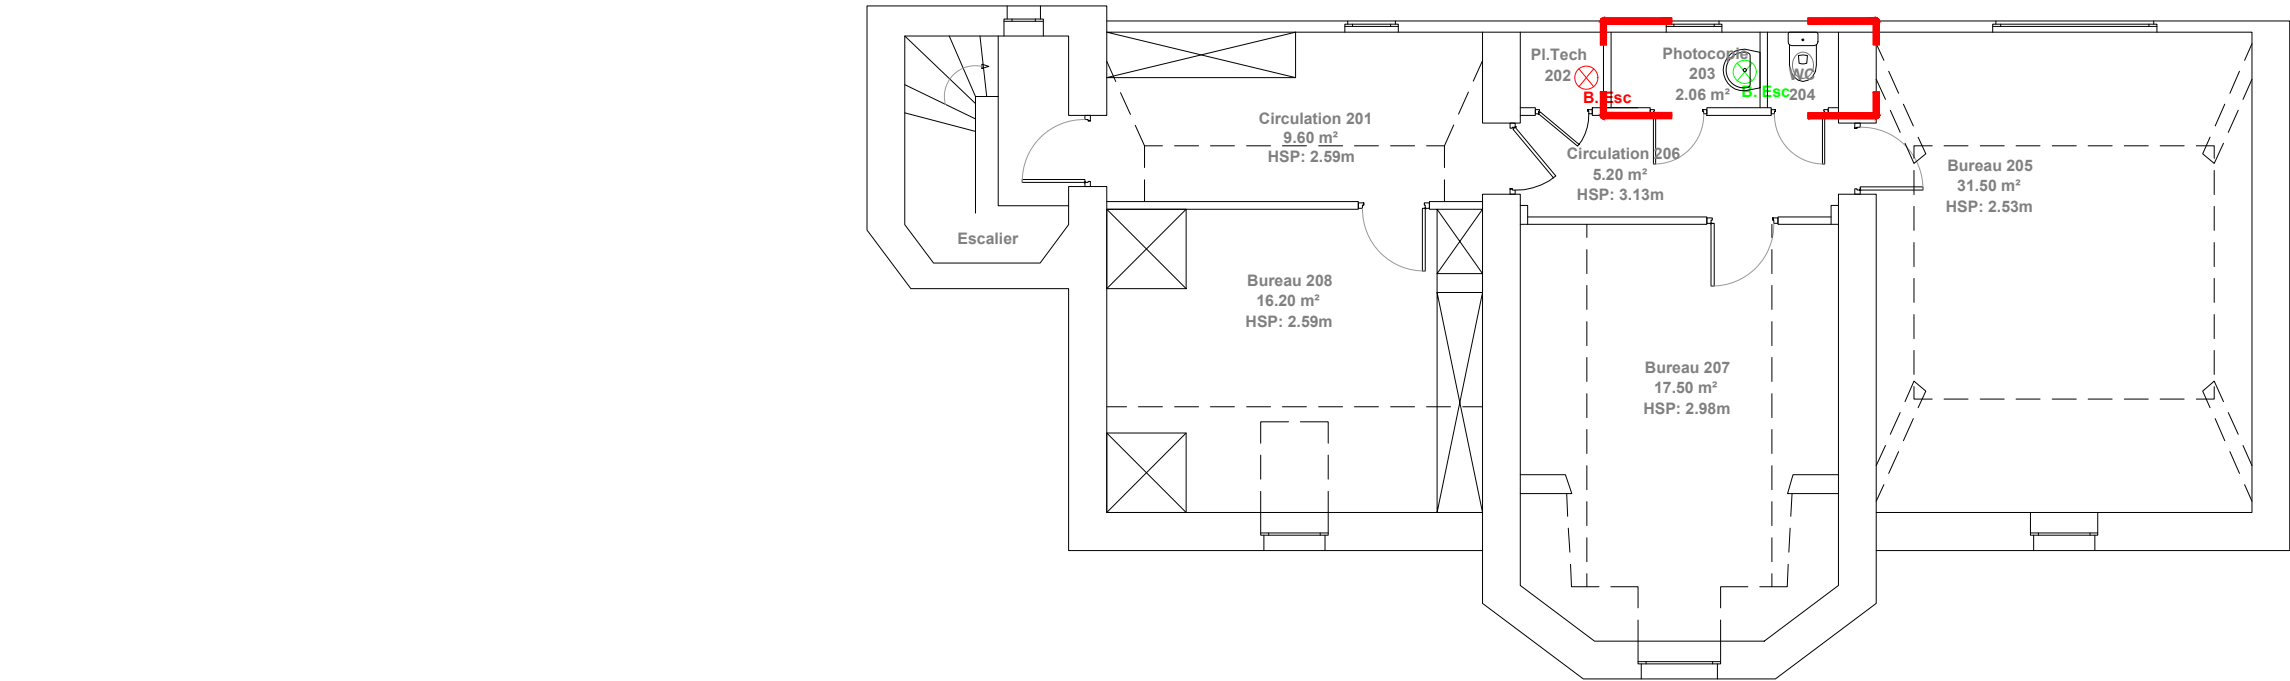 Pl.Tech
202
B. Esc
Photocopie
203
2.06 m²
B. Esc
WC
204
Circulation 201
9.60 m²
HSP: 2.59m
Circulation 206
5.20 m²
HSP: 3.13m
Bureau 205
31.50 m²
HSP: 2.53m
Escalier
Bureau 208
16.20 m²
HSP: 2.59m
Bureau 207
17.50 m²
HSP: 2.98m